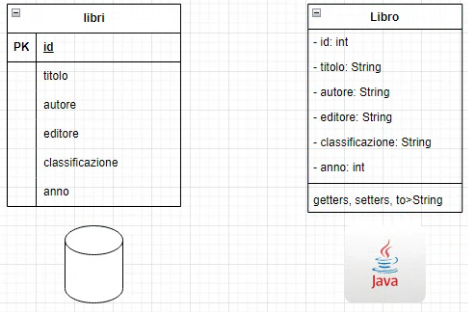 libri
PK id
titolo
autore
editore
classificazione
anno
Libro
- id: int
- titolo: String
- autore: String
- editore: String
- classificazione: String
- anno: int
getters, setters, to>String
Java